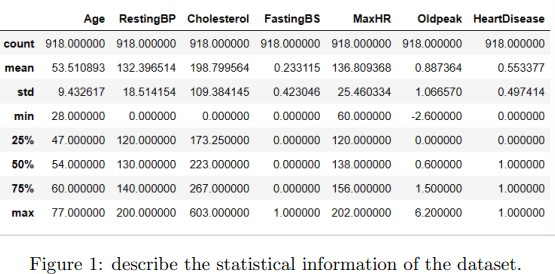 Age RestingBP Cholesterol FastingBS MaxHR Oldpeak HeartDisease
count 918.000000 918.000000 918.000000 918.000000 918.000000 918.000000 918.000000
mean 53.510893 132.396514 198.799564 0.233115 136.809368 0.887364 0.553377
std 9.432617 18.514154 109.384145 0.423046 25.460334 1.066570 0.497414
min 28.000000 0.000000 0.000000 0.000000 60.000000 -2.600000 0.000000
25% 47.000000 120.000000 173.250000 0.000000 120.000000 0.000000 0.000000
50% 54.000000 130.000000 223.000000 0.000000 138.000000 0.600000 1.000000
75% 60.000000 140.000000 267.000000 0.000000 156.000000 1.500000 1.000000
max 77.000000 200.000000 603.000000 1.000000 202.000000 6.200000 1.000000
Figure 1: describe the statistical information of the dataset.